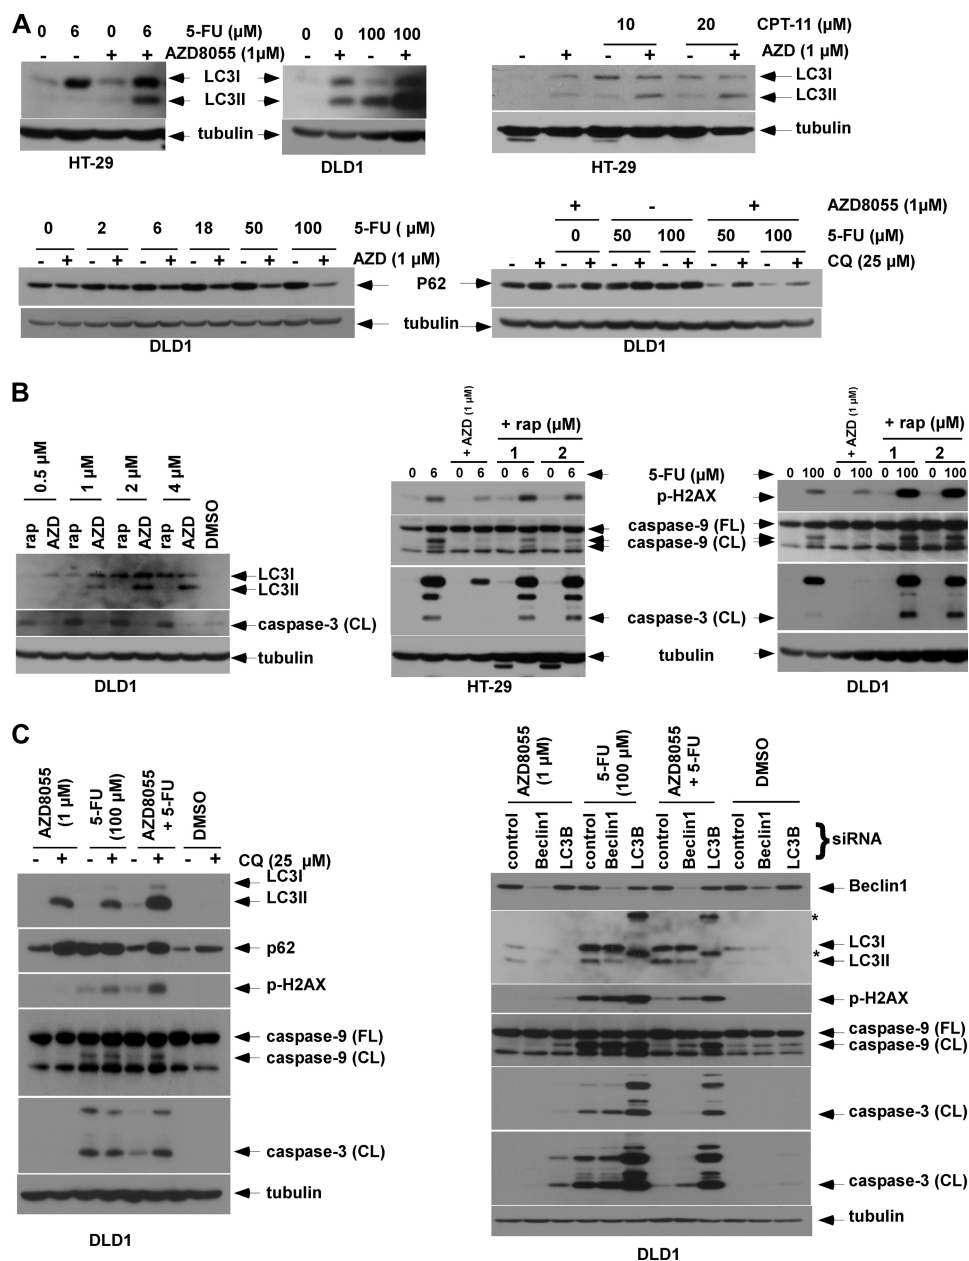 A
0 6 0 6 5-FU (µM) 0 0 100 100
- - + + AZD8055 (1µM) - + - +
LC3I
LC3II
tubulin
HT-29
DLD1
10 20 CPT-11 (µM)
- + - + - + AZD (1 µM)
LC3I
LC3II
tubulin
HT-29
0 2 6 18 50 100 5-FU ( µM)
- + - + - + - + - + - + AZD (1 µM)
P62
tubulin
DLD1
+ - + AZD8055 (1µM)
0 50 100 50 100 5-FU (µM)
- + - + - + - + - + CQ (25 µM)
DLD1
B
0.5 µM 1 µM 2 µM 4 µM
rap AZD rap AZD rap AZD rap AZD DMSO
LC3I
LC3II
caspase-3 (CL)
tubulin
DLD1
+ AZD (1 µM)
+ rap (µM)
1 2
0 6 0 6 0 6 0 6 5-FU (µM)
p-H2AX
caspase-9 (FL)
caspase-9 (CL)
caspase-3 (CL)
tubulin
HT-29
+ AZD (1 µM)
+ rap (µM)
1 2
0 100 0 100 0 100 0 100
DLD1
C
AZD8055
(1 µM)
5-FU
(100 µM)
AZD8055
+ 5-FU
DMSO
- + - + - + - + CQ (25 µM)
LC3I
LC3II
p62
p-H2AX
caspase-9 (FL)
caspase-9 (CL)
caspase-3 (CL)
tubulin
DLD1
AZD8055
(1 µM)
5-FU
(100 µM)
AZD8055
+ 5-FU
DMSO
control Beclin1 LC3B control Beclin1 LC3B control Beclin1 LC3B control Beclin1 LC3B } siRNA
Beclin1
*
LC3I
*
LC3II
p-H2AX
caspase-9 (FL)
caspase-9 (CL)
caspase-3 (CL)
caspase-3 (CL)
tubulin
DLD1